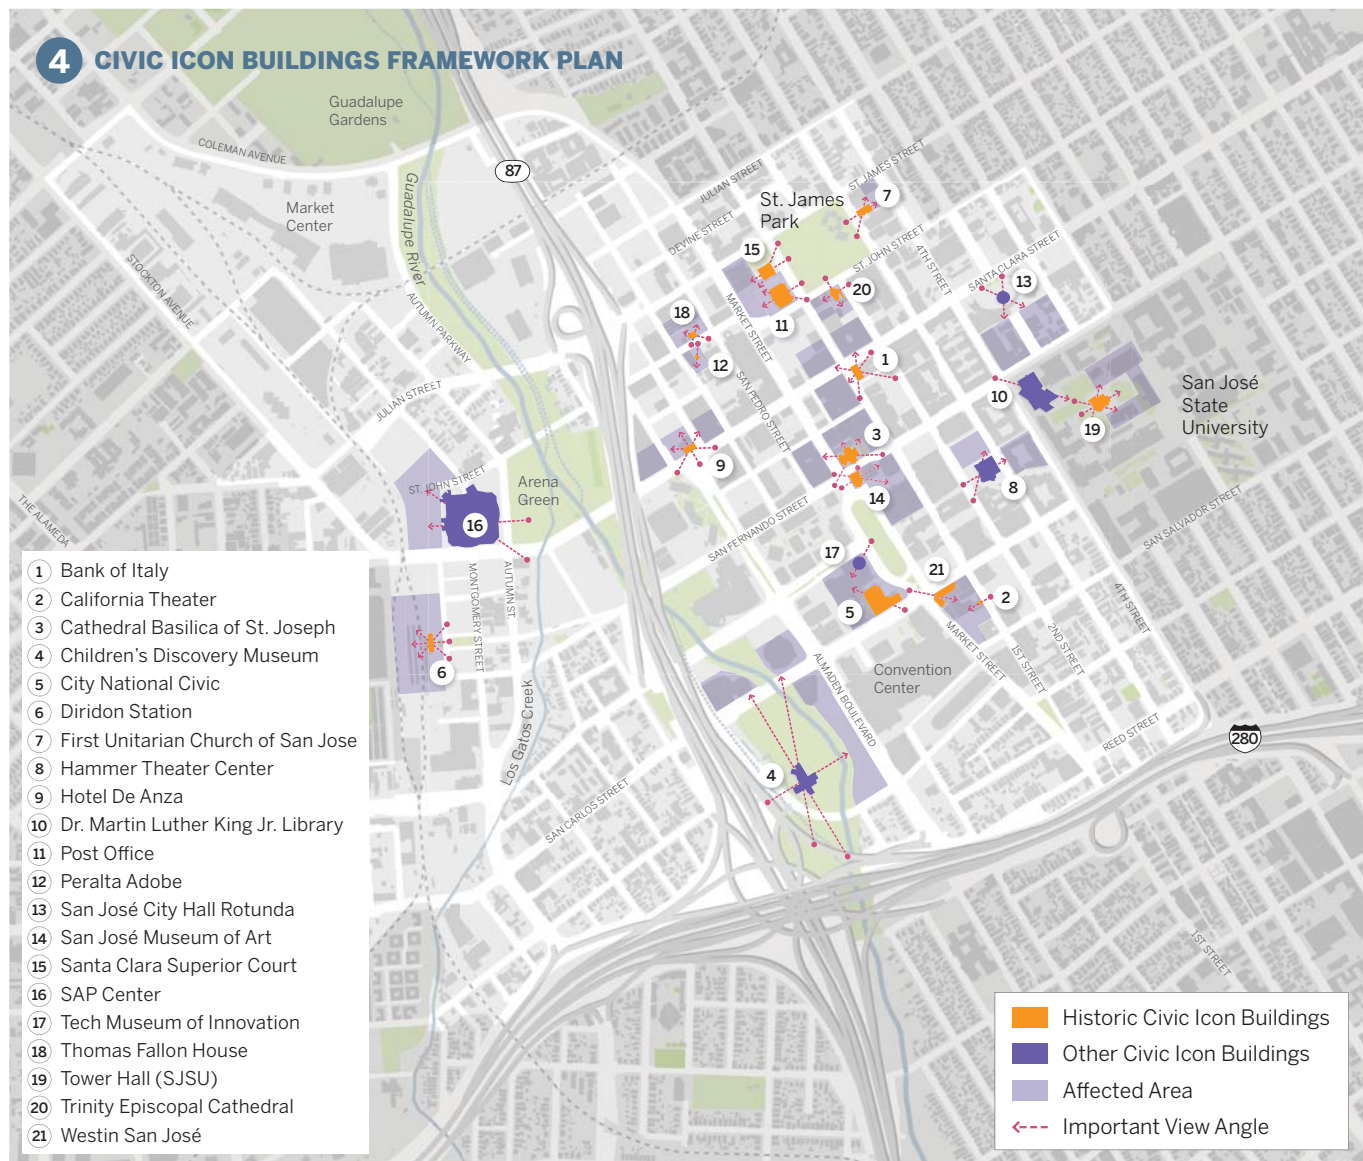 4 CIVIC ICON BUILDINGS FRAMEWORK PLAN
Guadalupe
Gardens
COLEMAN AVENUE
87
Market
Center
Guadalupe River
STOCKTON AVENUE
AUTUMN PARKWAY
JULIAN STREET
JULIAN STREET
ST. JAMES STREET
St. James
Park
7
DEVINE STREET
15
ST. JOHN STREET
4TH STREET
SANTA CLARA STREET
13
20
18
11
MARKET STREET
12
1
SAN PEDRO STREET
10
19
San José
State
University
3
9
8
14
ST. JOHN STREET
Arena
Green
16
THE ALAMEDA
SAN FERNANDO STREET
SAN SALVADOR STREET
17
21
5
2
MONTGOMERY STREET
AUTUMN ST.
6
4TH STREET
2ND STREET
1ST STREET
MARKET STREET
Convention
Center
ALMADEN BOULEVARD
Los Gatos Creek
REED STREET
280
4
SAN CARLOS STREET
1ST STREET
1 Bank of Italy
2 California Theater
3 Cathedral Basilica of St. Joseph
4 Children's Discovery Museum
5 City National Civic
6 Diridon Station
7 First Unitarian Church of San Jose
8 Hammer Theater Center
9 Hotel De Anza
10 Dr. Martin Luther King Jr. Library
11 Post Office
12 Peralta Adobe
13 San José City Hall Rotunda
14 San José Museum of Art
15 Santa Clara Superior Court
16 SAP Center
17 Tech Museum of Innovation
18 Thomas Fallon House
19 Tower Hall (SJSU)
20 Trinity Episcopal Cathedral
21 Westin San José
Historic Civic Icon Buildings
Other Civic Icon Buildings
Affected Area
Important View Angle